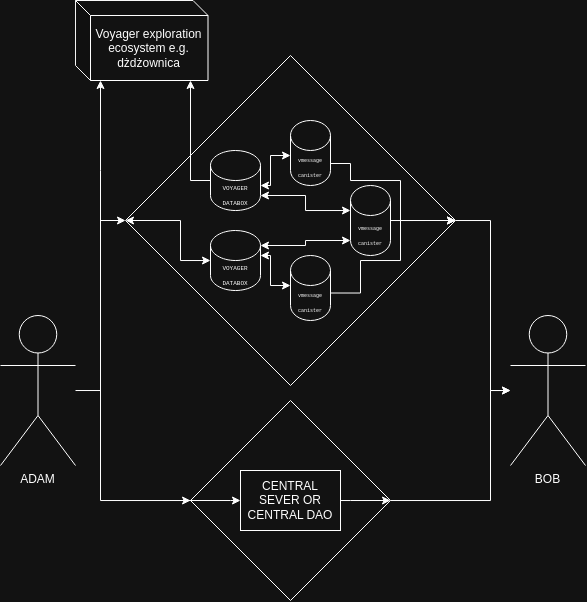 Voyager exploration
ecosystem e.g.
dżdżownica
vmessage
canister
VOYAGER
DATABOX
vmessage
canister
VOYAGER
DATABOX
vmessage
canister
ADAM
BOB
CENTRAL
SEVER OR
CENTRAL DAO